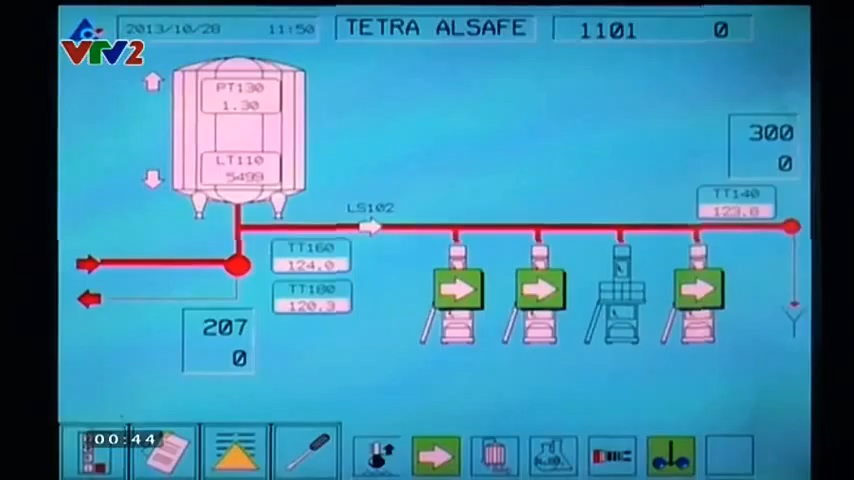 2013/10/28 11:50
TETRA ALSAFE
1101 0
VTV2
PT130
1.30
LT110
5499
300
0
TT140
123.8
LS102
TT160
124.0
TT180
120.3
207
0
00:44